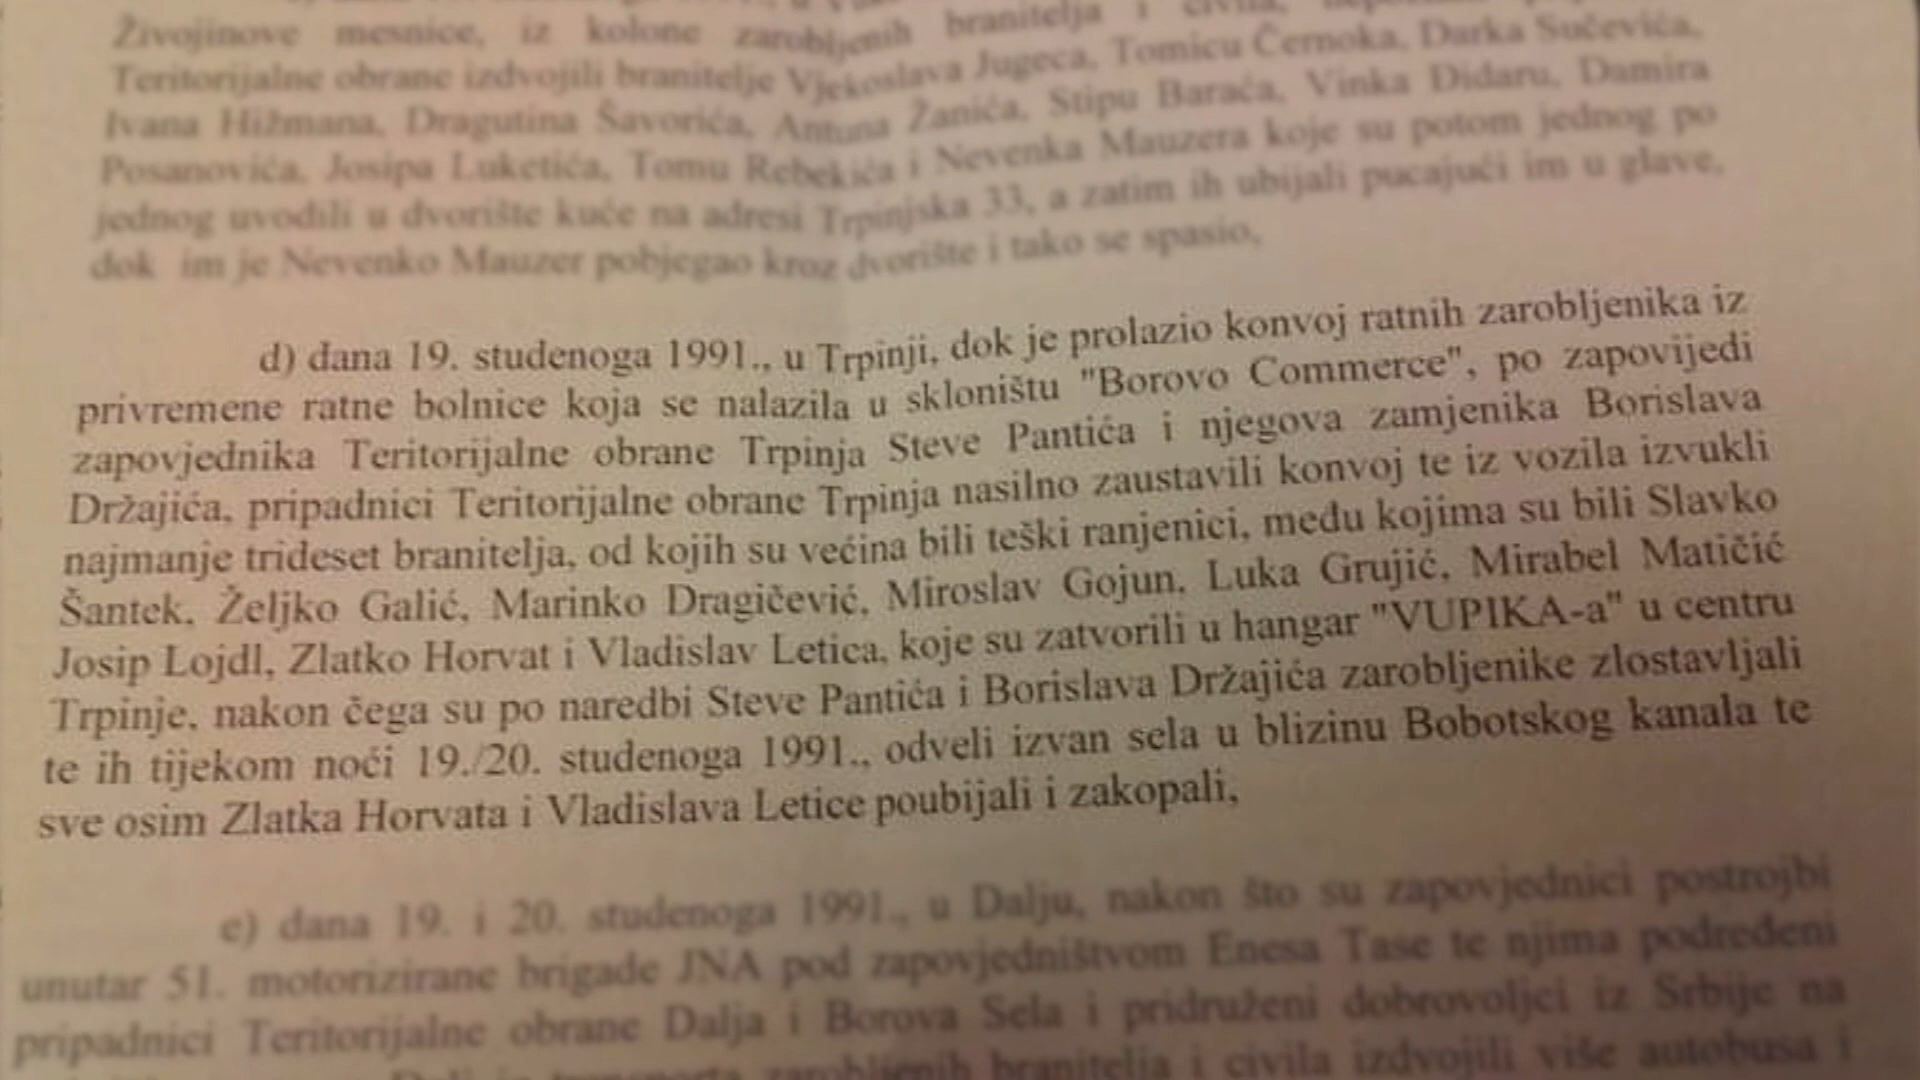 Živojinove mesnice, iz kolone zarobljenih branitelja i civila,
Teritorijalne obrane izdvojili branitelje Vjekoslava Jugeca, Tomicu Černoka, Darka Sučevića,
Ivana Hižmana, Dragutina Šavorića, Antuna Žanića, Stipu Baraća, Vinka Đidaru, Damira
Posanovića, Josipa Luketića, Tomu Rebekića i Nevenka Mauzera koje su potom jednog po
jednog uvodili u dvorište kuće na adresi Trpinjska 33, a zatim ih ubijali pucajući im u glave,
dok im je Nevenko Mauzer pobjegao kroz dvorište i tako se spasio,
d) dana 19. studenoga 1991., u Trpinji, dok je prolazio konvoj ratnih zarobljenika iz
privremene ratne bolnice koja se nalazila u skloništu "Borovo Commerce", po zapovijedi
zapovjednika Teritorijalne obrane Trpinja Steve Pantića i njegova zamjenika Borislava
Držajića, pripadnici Teritorijalne obrane Trpinja nasilno zaustavili konvoj te iz vozila izvukli
najmanje trideset branitelja, od kojih su većina bili teški ranjenici, među kojima su bili Slavko
Šantek, Željko Galić, Marinko Dragičević, Miroslav Gojun, Luka Grujić, Mirabel Matičić
Josip Lojdl, Zlatko Horvat i Vladislav Letica, koje su zatvorili u hangar "VUPIKA-a" u centru
Trpinje, nakon čega su po naredbi Steve Pantića i Borislava Držajića zarobljenike zlostavljali
te ih tijekom noći 19./20. studenoga 1991., odveli izvan sela u blizinu Bobotskog kanala te
sve osim Zlatka Horvata i Vladislava Letice poubijali i zakopali,
e) dana 19. i 20. studenoga 1991., u Dalju, nakon što su zapovjednici postrojbi
unutar 51. motorizirane brigade JNA pod zapovjedništvom Enesa Tase te njima podređeni
pripadnici Teritorijalne obrane Dalja i Borova Sela i pridruženi dobrovoljci iz Srbije na
transporta zarobljenih branitelja i civila izdvojili više autobusa i